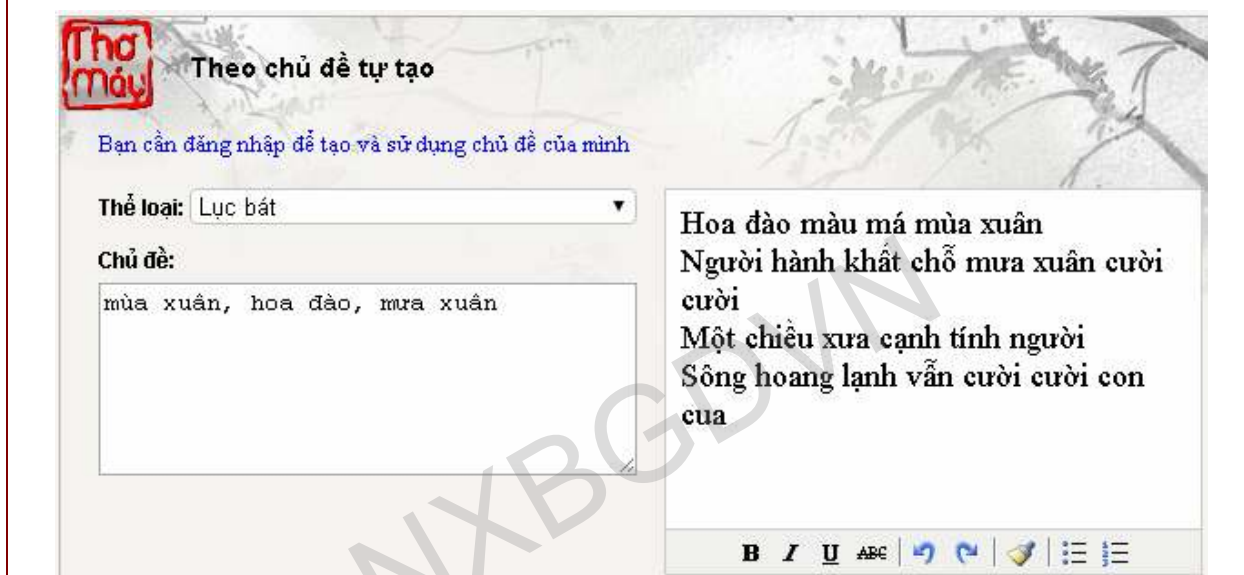 Thơ
Máy
Theo chủ đề tự tạo
Bạn cần đăng nhập để tạo và sử dụng chủ đề của mình
Thể loại: Lục bát
Chủ đề:
mùa xuân, hoa đào, mưa xuân
Hoa đào màu má mùa xuân
Người hành khất chỗ mưa xuân cười
cười
Một chiều xưa cạnh tính người
Sông hoang lạnh vẫn cười cười con
cua
B I U ABC
NXBGDVN